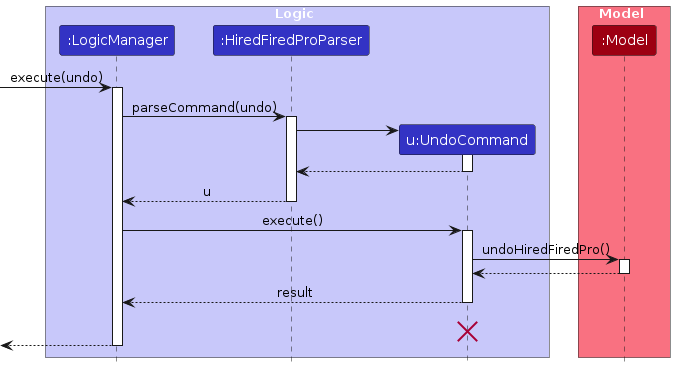 Logic
Model
:LogicManager
:HiredFiredProParser
:Model
execute(undo)
parseCommand(undo)
u:UndoCommand
u
execute()
undoHiredFiredPro()
result